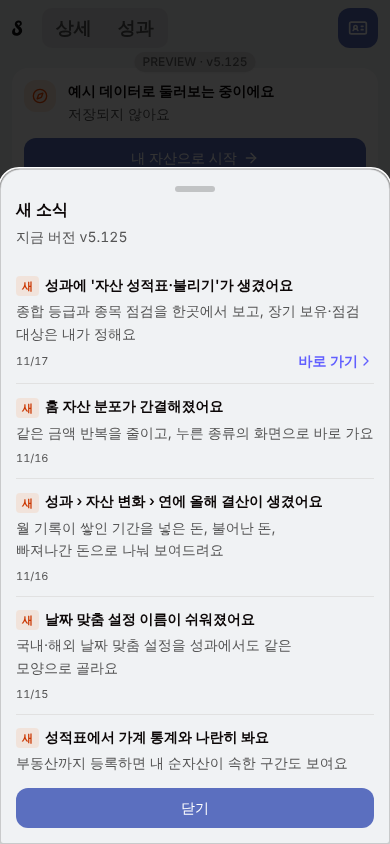 상세 성과
PREVIEW · v5.125
예시 데이터로 둘러보는 중이에요
저장되지 않아요
내 자산으로 시작 →
새 소식
지금 버전 v5.125
새 성과에 '자산 성적표·불리기'가 생겼어요
종합 등급과 종목 점검을 한곳에서 보고, 장기 보유·점검
대상은 내가 정해요
11/17 바로 가기 >
새 홈 자산 분포가 간결해졌어요
같은 금액 반복을 줄이고, 누른 종류의 화면으로 바로 가요
11/16
새 성과 › 자산 변화 › 연에 올해 결산이 생겼어요
월 기록이 쌓인 기간을 넣은 돈, 불어난 돈,
빠져나간 돈으로 나눠 보여드려요
11/16
새 날짜 맞춤 설정 이름이 쉬워졌어요
국내·해외 날짜 맞춤 설정을 성과에서도 같은
모양으로 골라요
11/15
새 성적표에서 가계 통계와 나란히 봐요
부동산까지 등록하면 내 순자산이 속한 구간도 보여요
닫기